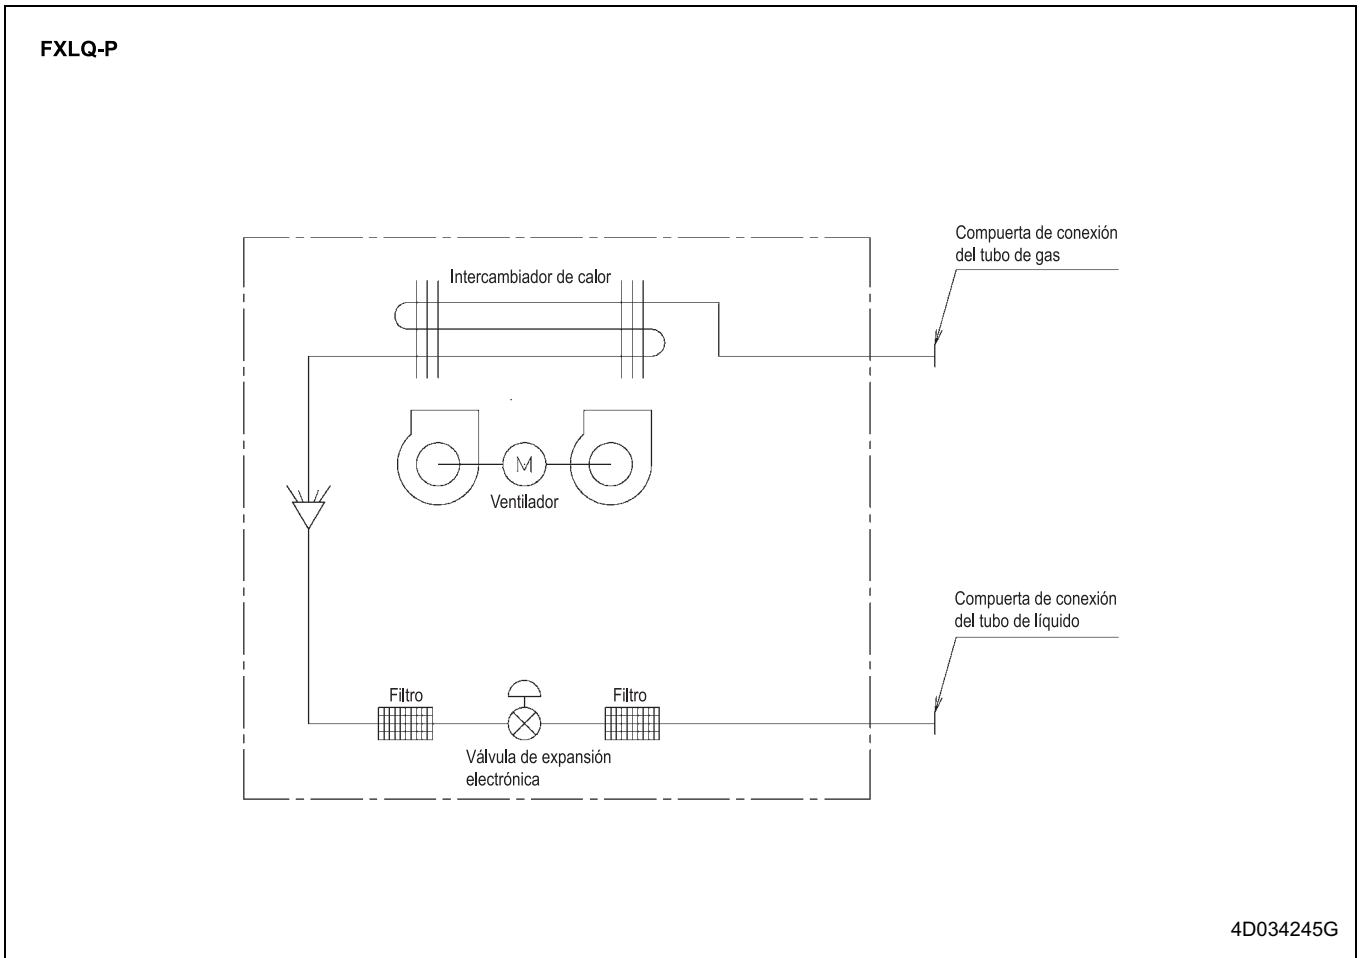 FXLQ-P
Compuerta de conexión
del tubo de gas
Intercambiador de calor
M
Ventilador
Compuerta de conexión
del tubo de líquido
Filtro
Filtro
Válvula de expansión
electrónica
4D034245G